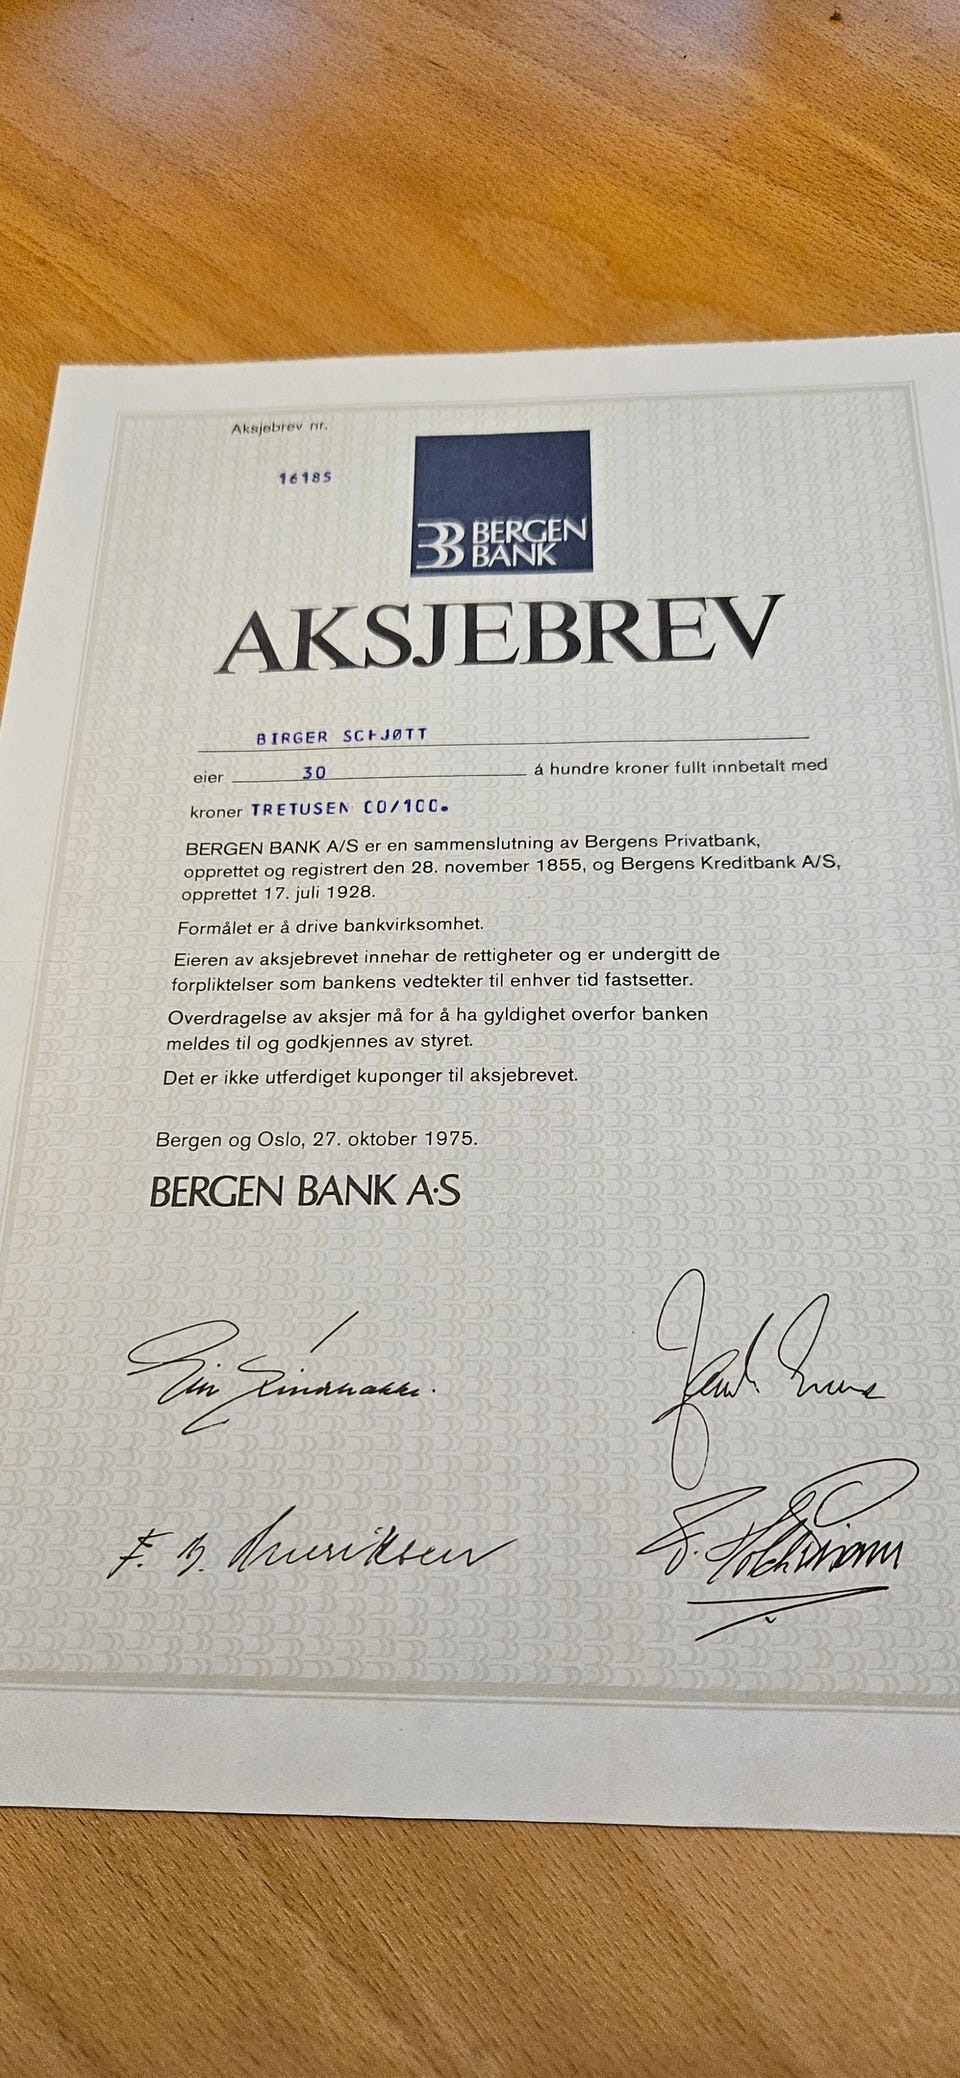 Aksjebrev nr.
16185
BERGEN
BANK
AKSJEBREV
BIRGER SCHJØTT
eier 30 á hundre kroner fullt innbetalt med
kroner TRETUSEN 00/100.
BERGEN BANK A/S er en sammenslutning av Bergens Privatbank,
opprettet og registrert den 28. november 1855, og Bergens Kreditbank A/S,
opprettet 17. juli 1928.
Formålet er å drive bankvirksomhet.
Eieren av aksjebrevet innehar de rettigheter og er undergitt de
forpliktelser som bankens vedtekter til enhver tid fastsetter.
Overdragelse av aksjer må for å ha gyldighet overfor banken
meldes til og godkjennes av styret.
Det er ikke utferdiget kuponger til aksjebrevet.
Bergen og Oslo, 27. oktober 1975.
BERGEN BANK A·S
F. B. Henriksen